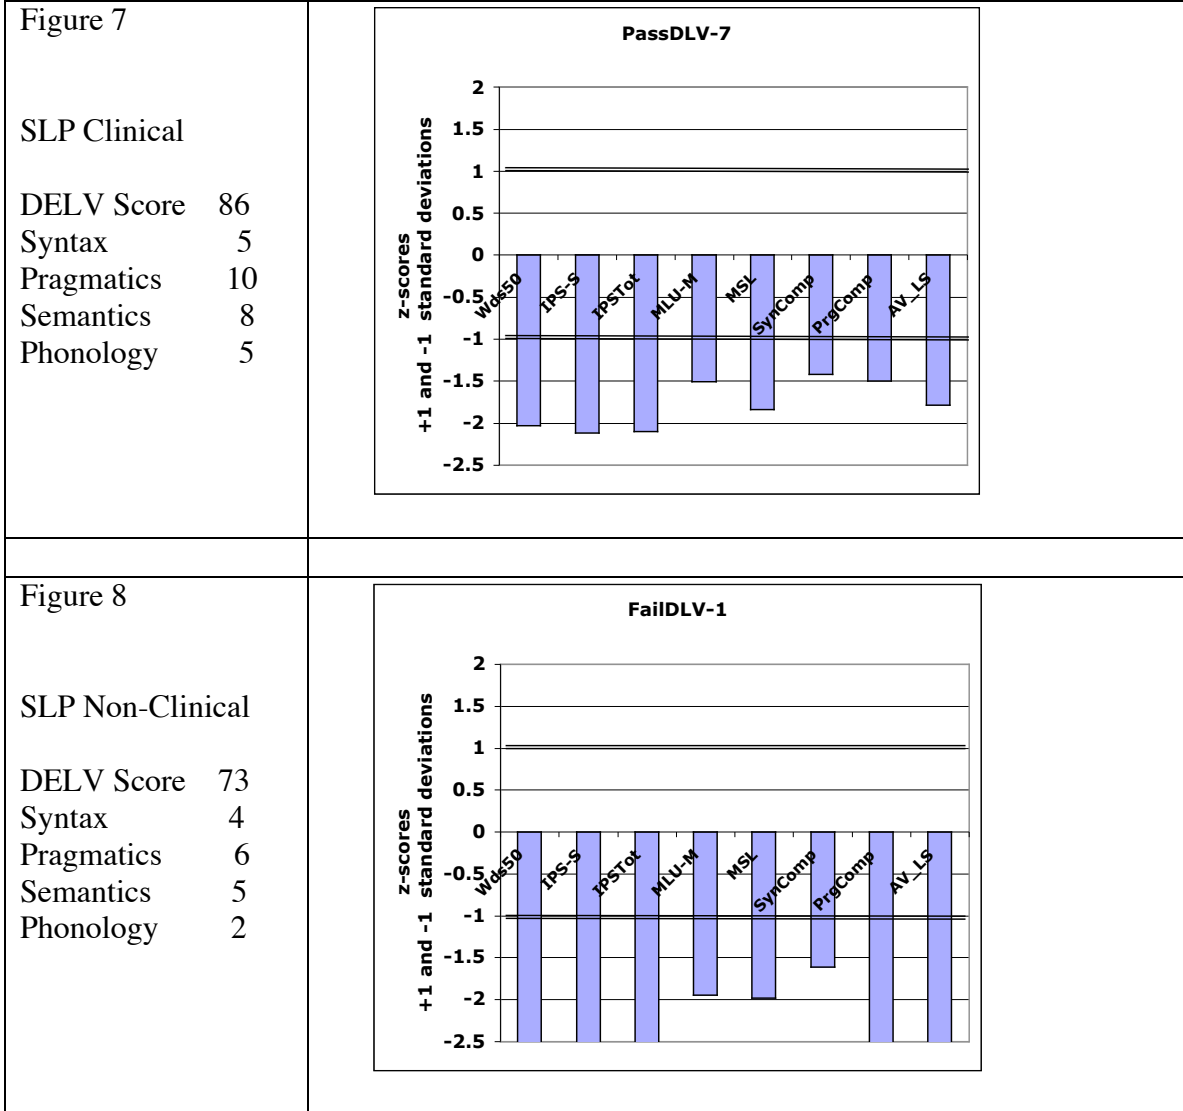 Figure 7
SLP Clinical
DELV Score 86
Syntax 5
Pragmatics 10
Semantics 8
Phonology 5
PassDLV-7
z-scores
+1 and -1 standard deviations
2
1.5
1
0.5
0
-0.5
-1
-1.5
-2
-2.5
Wds50
IPS-S
IPSTot
MLU-M
MSL
SynComp
PrgComp
AV_LS
Figure 8
SLP Non-Clinical
DELV Score 73
Syntax 4
Pragmatics 6
Semantics 5
Phonology 2
FailDLV-1
z-scores
+1 and -1 standard deviations
2
1.5
1
0.5
0
-0.5
-1
-1.5
-2
-2.5
Wds50
IPS-S
IPSTot
MLU-M
MSL
SynComp
PrgComp
AV_LS